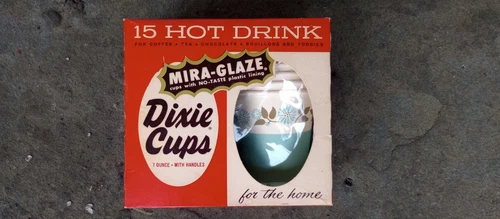 15 HOT DRINK
FOR COFFEE • TEA • CHOCOLATE • BOUILLONS AND TODDIES
MIRA-GLAZE®
cups with NO-TASTE plastic lining
Dixie®
Cups
7 OUNCE • WITH HANDLES
for the home